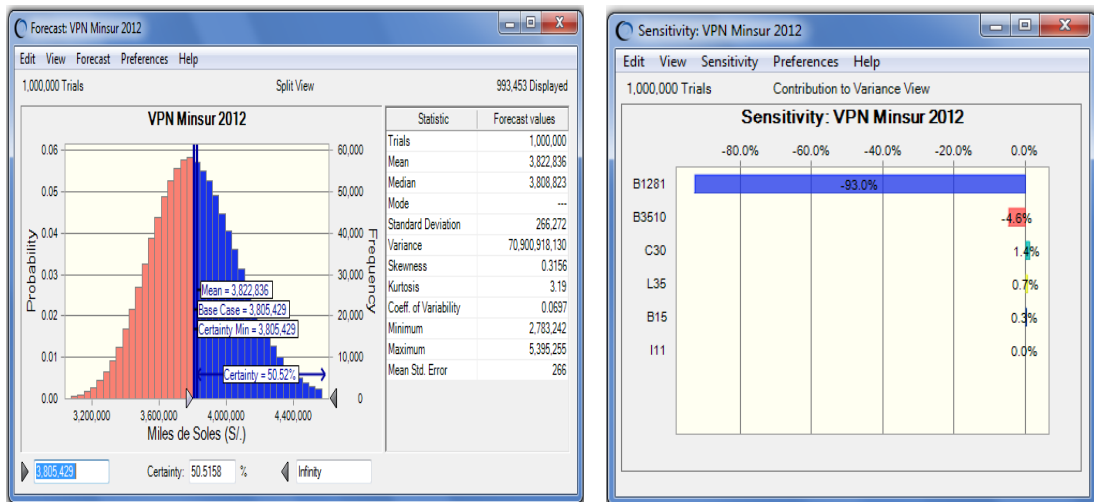 Forecast: VPN Minsur 2012
Edit View Forecast Preferences Help
1,000,000 Trials Split View 993,453 Displayed
VPN Minsur 2012
0.06 60,000
0.05 50,000
0.04 40,000
0.03 30,000
0.02 20,000
0.01 10,000
0.00 0
Probability
Frequency
Mean = 3,822,836
Base Case = 3,805,429
Certainty Min = 3,805,429
Certainty = 50.52%
3,200,000 3,600,000 4,000,000 4,400,000
Miles de Soles (S/.)
Statistic Forecast values
Trials 1,000,000
Mean 3,822,836
Median 3,808,823
Mode ---
Standard Deviation 266,272
Variance 70,900,918,130
Skewness 0.3156
Kurtosis 3.19
Coeff. of Variability 0.0697
Minimum 2,783,242
Maximum 5,395,255
Mean Std. Error 266
3,805,429 Certainty: 50.5158 % Infinity
Sensitivity: VPN Minsur 2012
Edit View Sensitivity Preferences Help
1,000,000 Trials Contribution to Variance View
Sensitivity: VPN Minsur 2012
-80.0% -60.0% -40.0% -20.0% 0.0%
B1281 -93.0%
B3510 -4.6%
C30 1.4%
L35 0.7%
B15 0.3%
I11 0.0%